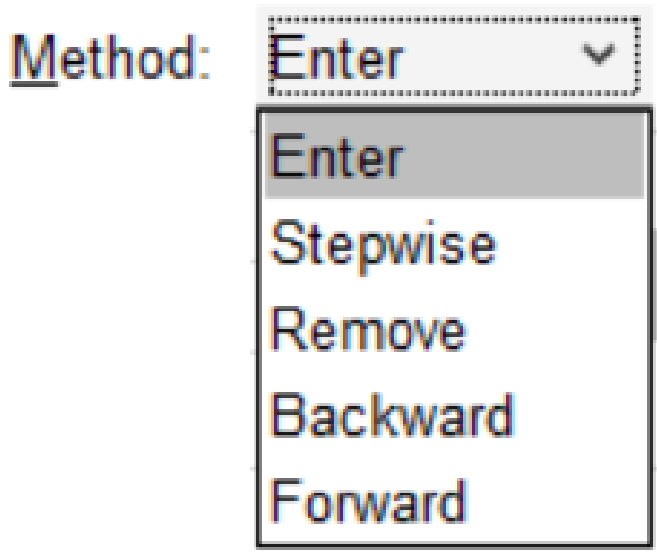 Method: Enter
Enter
Stepwise
Remove
Backward
Forward